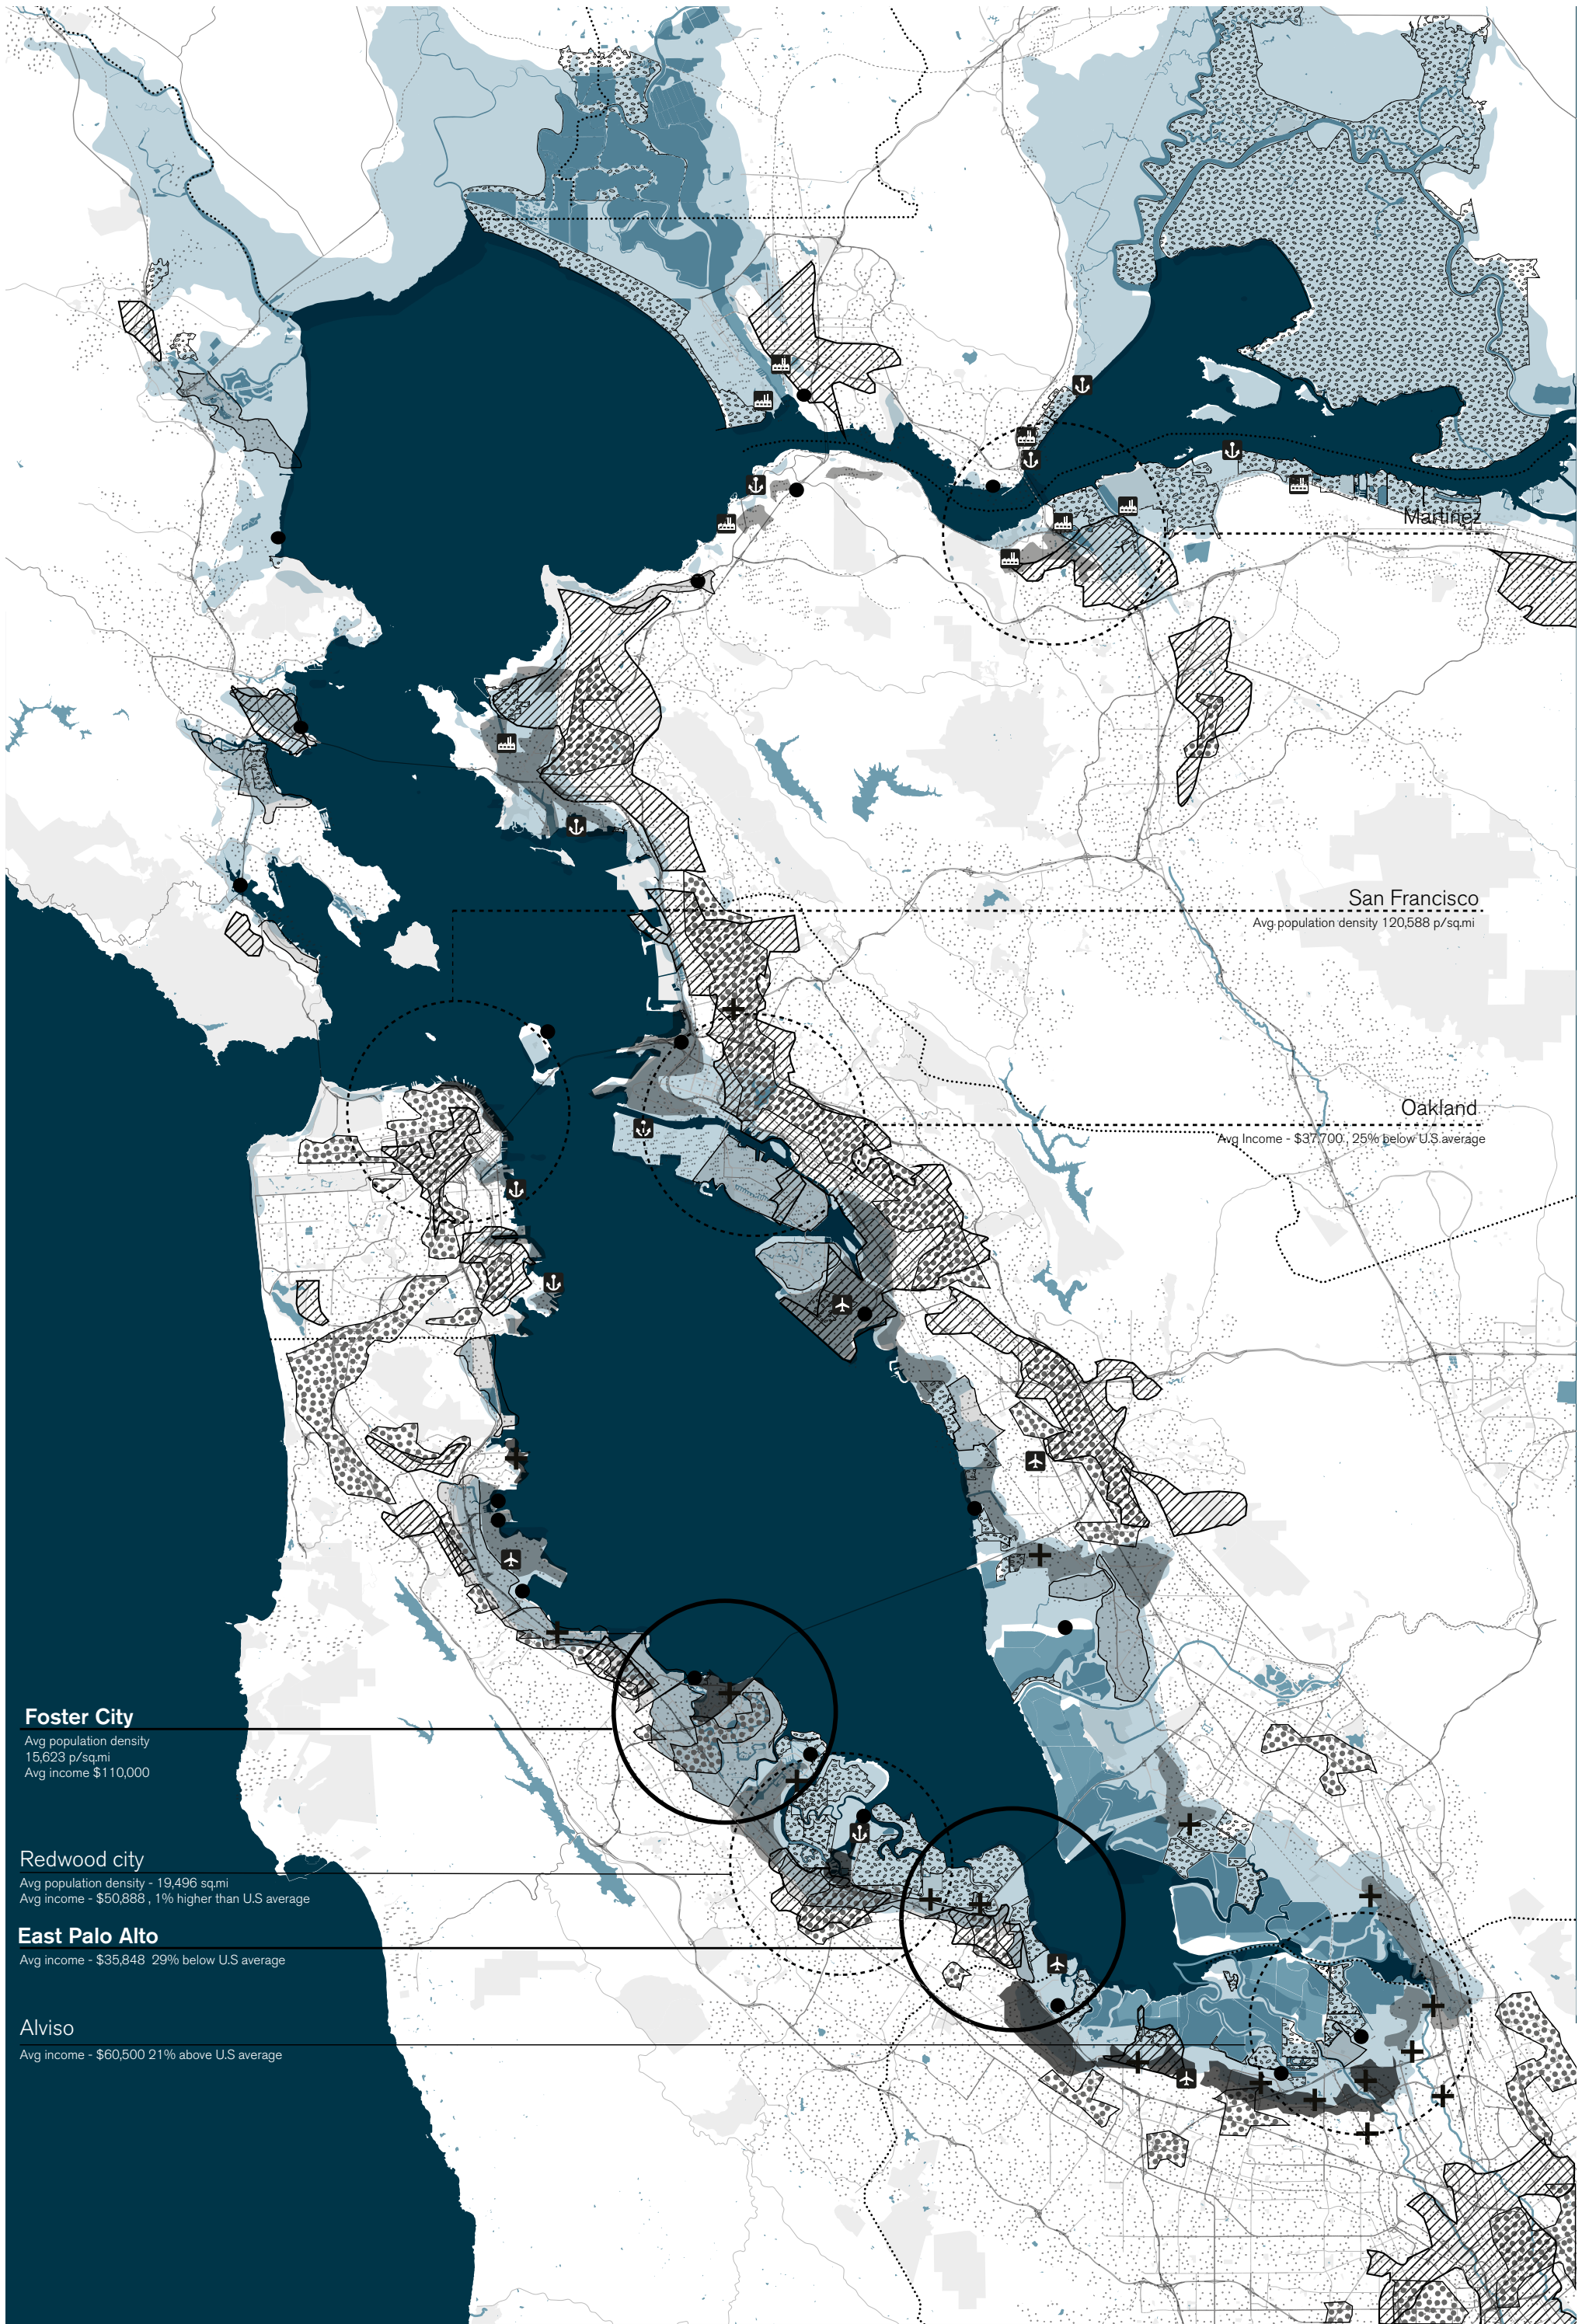 Martinez
San Francisco
Avg population density 120,588 p/sq.mi
Oakland
Avg Income - $37,700 , 25% below U.S average
Foster City
Avg population density
15,623 p/sq.mi
Avg income $110,000
Redwood city
Avg population density - 19,496 sq.mi
Avg income - $50,888 , 1% higher than U.S average
East Palo Alto
Avg income - $35,848 29% below U.S average
Alviso
Avg income - $60,500 21% above U.S average